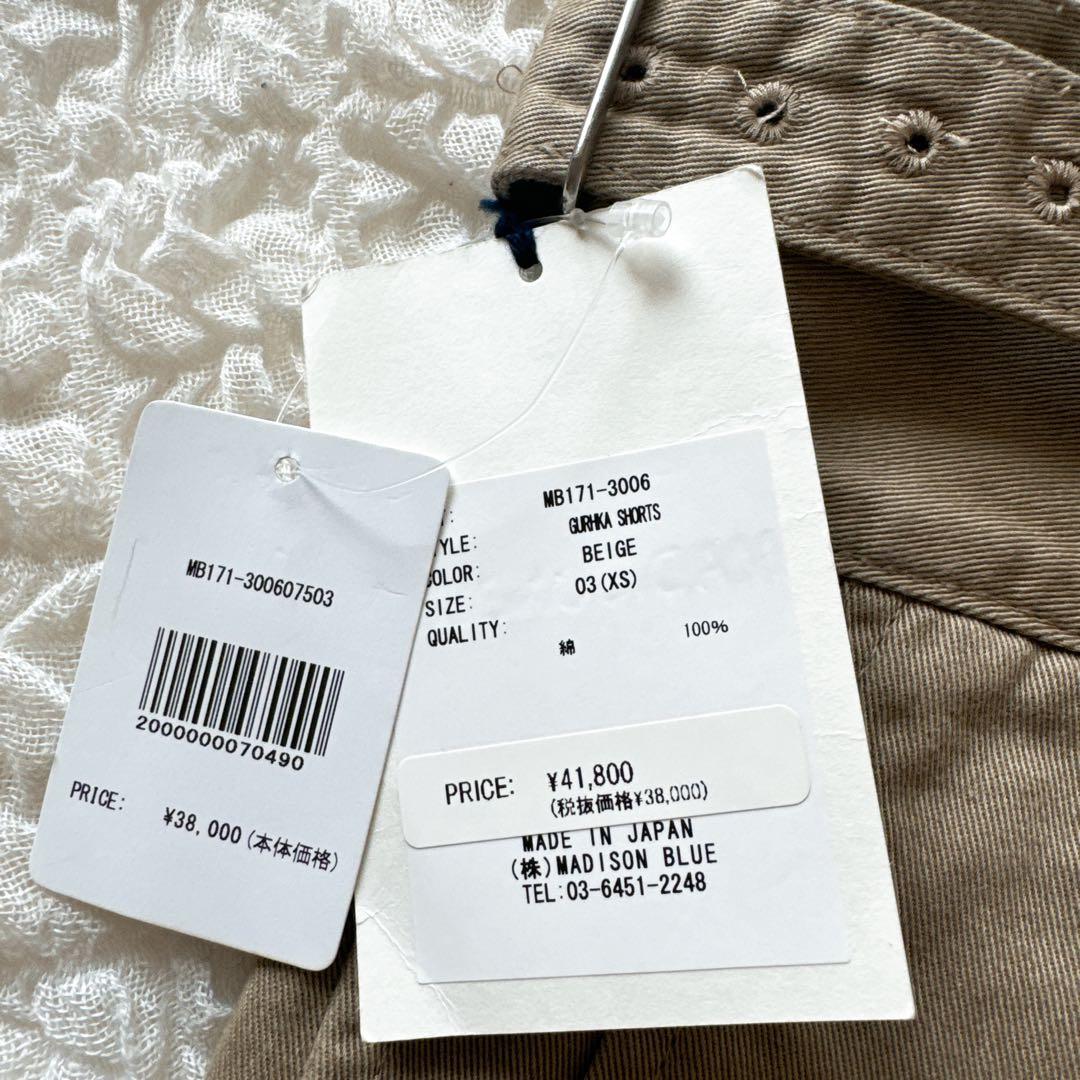 MB171-300607503
2000000070490
PRICE: ¥38,000(本体価格)
MB171-3006
STYLE: GURHKA SHORTS
COLOR: BEIGE
SIZE: 03(XS)
QUALITY:
綿 100%
PRICE: ¥41,800
(税抜価格¥38,000)
MADE IN JAPAN
(株)MADISON BLUE
TEL:03-6451-2248